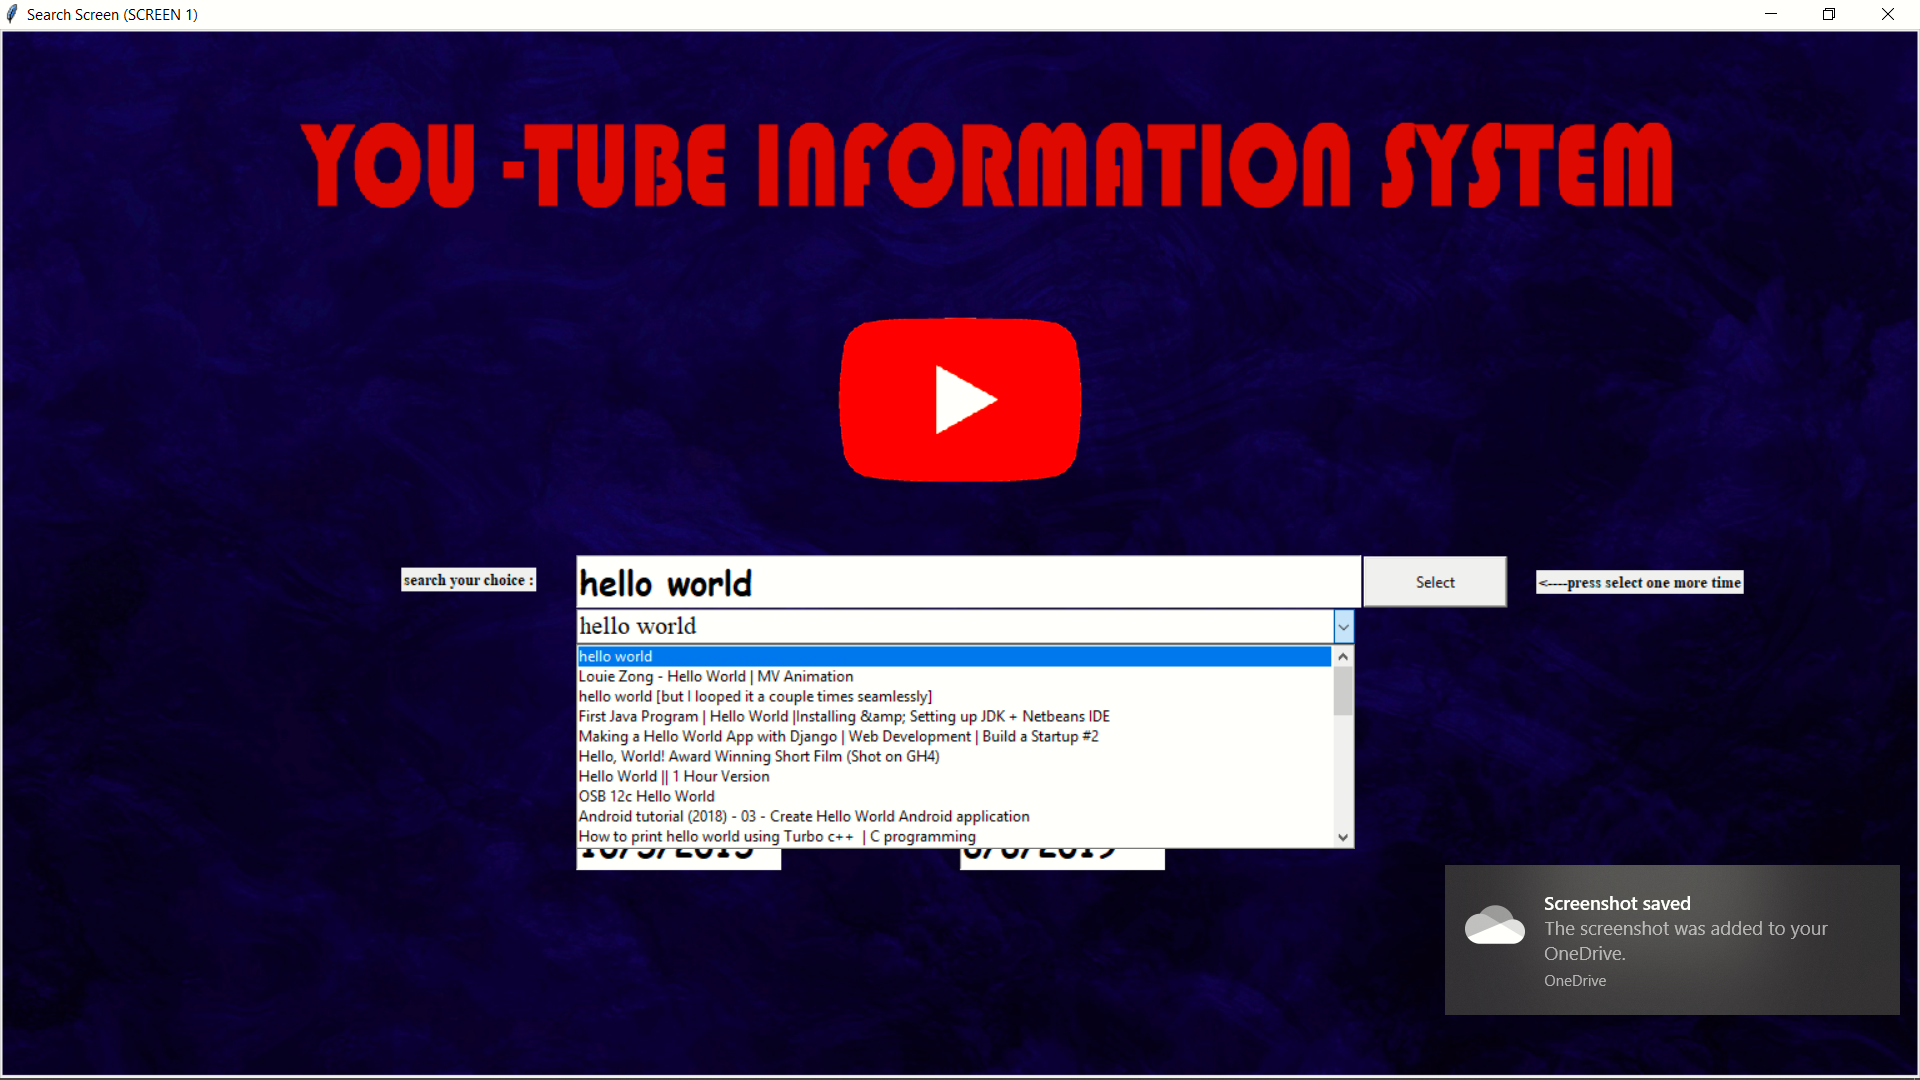 Search Screen (SCREEN 1)
YOU -TUBE INFORMATION SYSTEM
search your choice :
hello world
Select
<----press select one more time
hello world
hello world
Louie Zong - Hello World | MV Animation
hello world [but I looped it a couple times seamlessly]
First Java Program | Hello World |Installing &amp; Setting up JDK + Netbeans IDE
Making a Hello World App with Django | Web Development | Build a Startup #2
Hello, World! Award Winning Short Film (Shot on GH4)
Hello World || 1 Hour Version
OSB 12c Hello World
Android tutorial (2018) - 03 - Create Hello World Android application
How to print hello world using Turbo c++ | C programming
Screenshot saved
The screenshot was added to your
OneDrive.
OneDrive